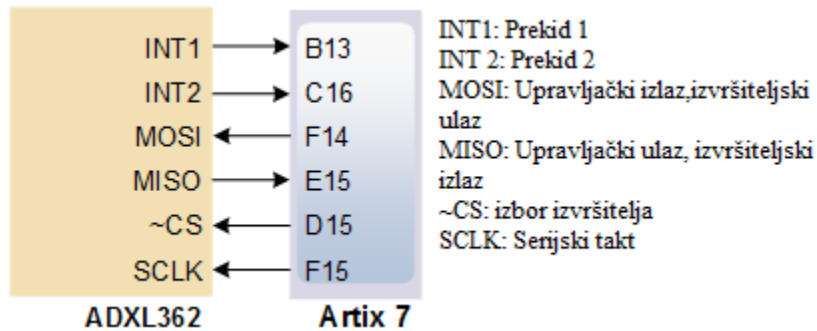 INT1
INT2
MOSI
MISO
~CS
SCLK
ADXL362
B13
C16
F14
E15
D15
F15
Artix 7
INT1: Prekid 1
INT 2: Prekid 2
MOSI: Upravljački izlaz,izvršiteljski
ulaz
MISO: Upravljački ulaz, izvršiteljski
izlaz
~CS: izbor izvršitelja
SCLK: Serijski takt